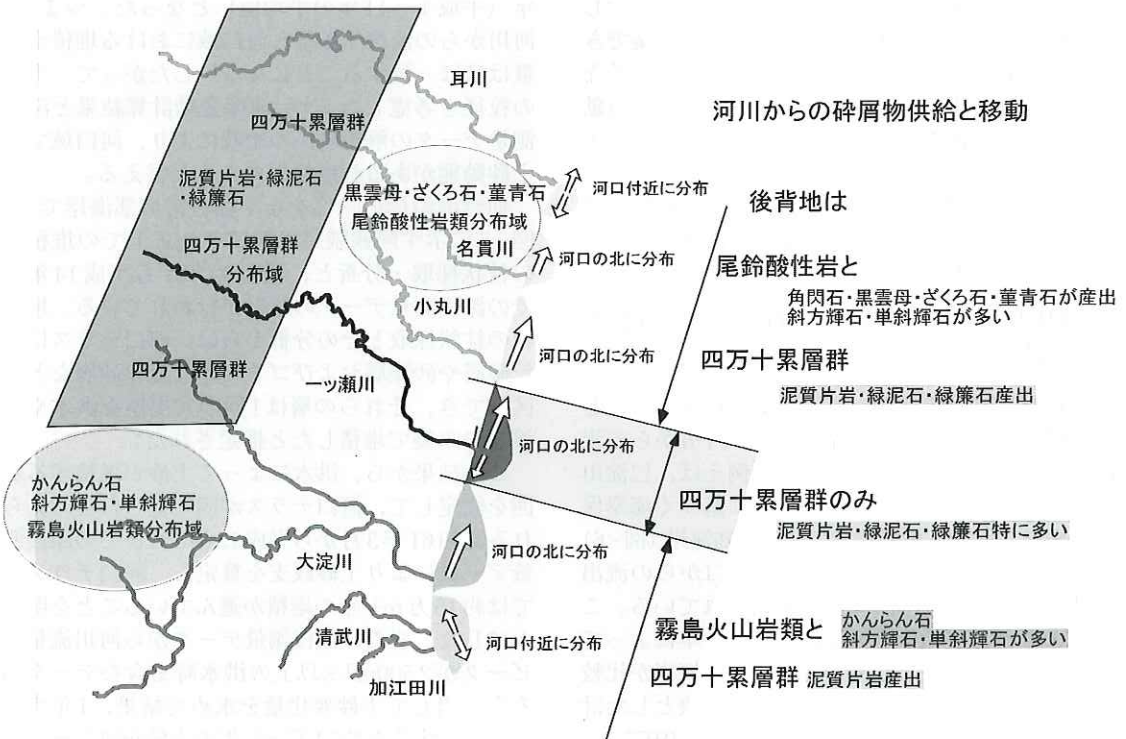 河川からの砕屑物供給と移動
耳川
四万十累層群
泥質片岩・緑泥石
・緑簾石
四万十累層群
分布域
四万十累層群
黒雲母・ざくろ石・菫青石
尾鈴酸性岩類分布域
名貫川
小丸川
一ッ瀬川
河口付近に分布
河口の北に分布
河口の北に分布
河口の北に分布
河口の北に分布
河口付近に分布
かんらん石
斜方輝石・単斜輝石
霧島火山岩類分布域
大淀川
清武川
加江田川
後背地は
尾鈴酸性岩と
角閃石・黒雲母・ざくろ石・菫青石が産出
斜方輝石・単斜輝石が多い
四万十累層群
泥質片岩・緑泥石・緑簾石産出
四万十累層群のみ
泥質片岩・緑泥石・緑簾石特に多い
霧島火山岩類と
かんらん石
斜方輝石・単斜輝石が多い
四万十累層群 泥質片岩産出